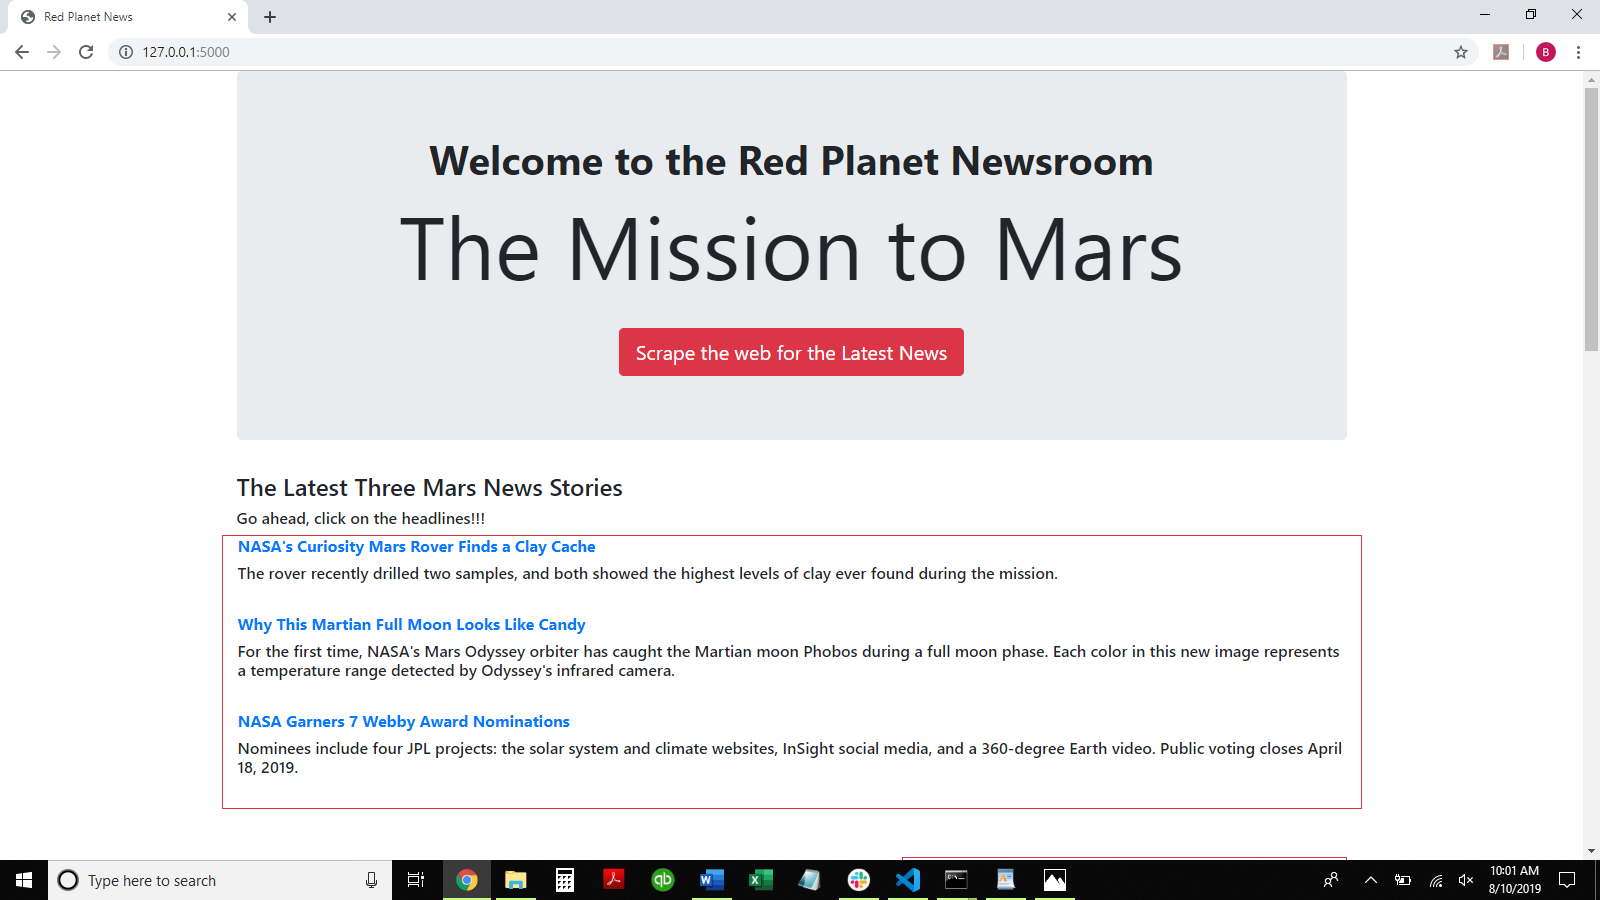 Red Planet News
127.0.0.1:5000
B
Welcome to the Red Planet Newsroom
The Mission to Mars
Scrape the web for the Latest News
The Latest Three Mars News Stories
Go ahead, click on the headlines!!!
NASA's Curiosity Mars Rover Finds a Clay Cache
The rover recently drilled two samples, and both showed the highest levels of clay ever found during the mission.
Why This Martian Full Moon Looks Like Candy
For the first time, NASA's Mars Odyssey orbiter has caught the Martian moon Phobos during a full moon phase. Each color in this new image represents
a temperature range detected by Odyssey's infrared camera.
NASA Garners 7 Webby Award Nominations
Nominees include four JPL projects: the solar system and climate websites, InSight social media, and a 360-degree Earth video. Public voting closes April
18, 2019.
Type here to search
10:01 AM
8/10/2019